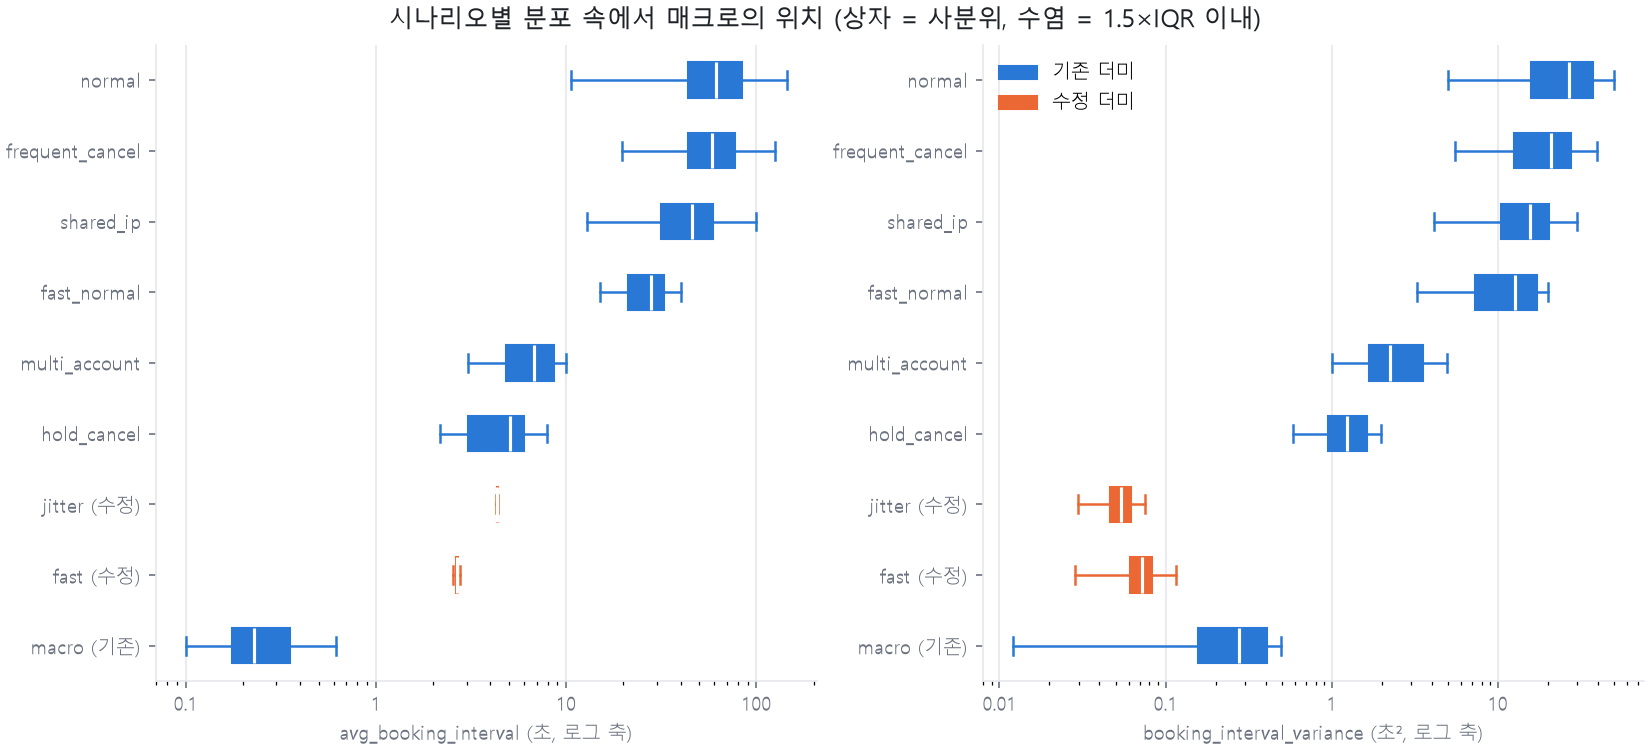 시나리오별 분포 속에서 매크로의 위치 (상자 = 사분위, 수염 = 1.5×IQR 이내)
normal
frequent_cancel
shared_ip
fast_normal
multi_account
hold_cancel
jitter (수정)
fast (수정)
macro (기존)
0.1
1
10
100
avg_booking_interval (초, 로그 축)
기존 더미
수정 더미
normal
frequent_cancel
shared_ip
fast_normal
multi_account
hold_cancel
jitter (수정)
fast (수정)
macro (기존)
0.01
0.1
1
10
booking_interval_variance (초², 로그 축)